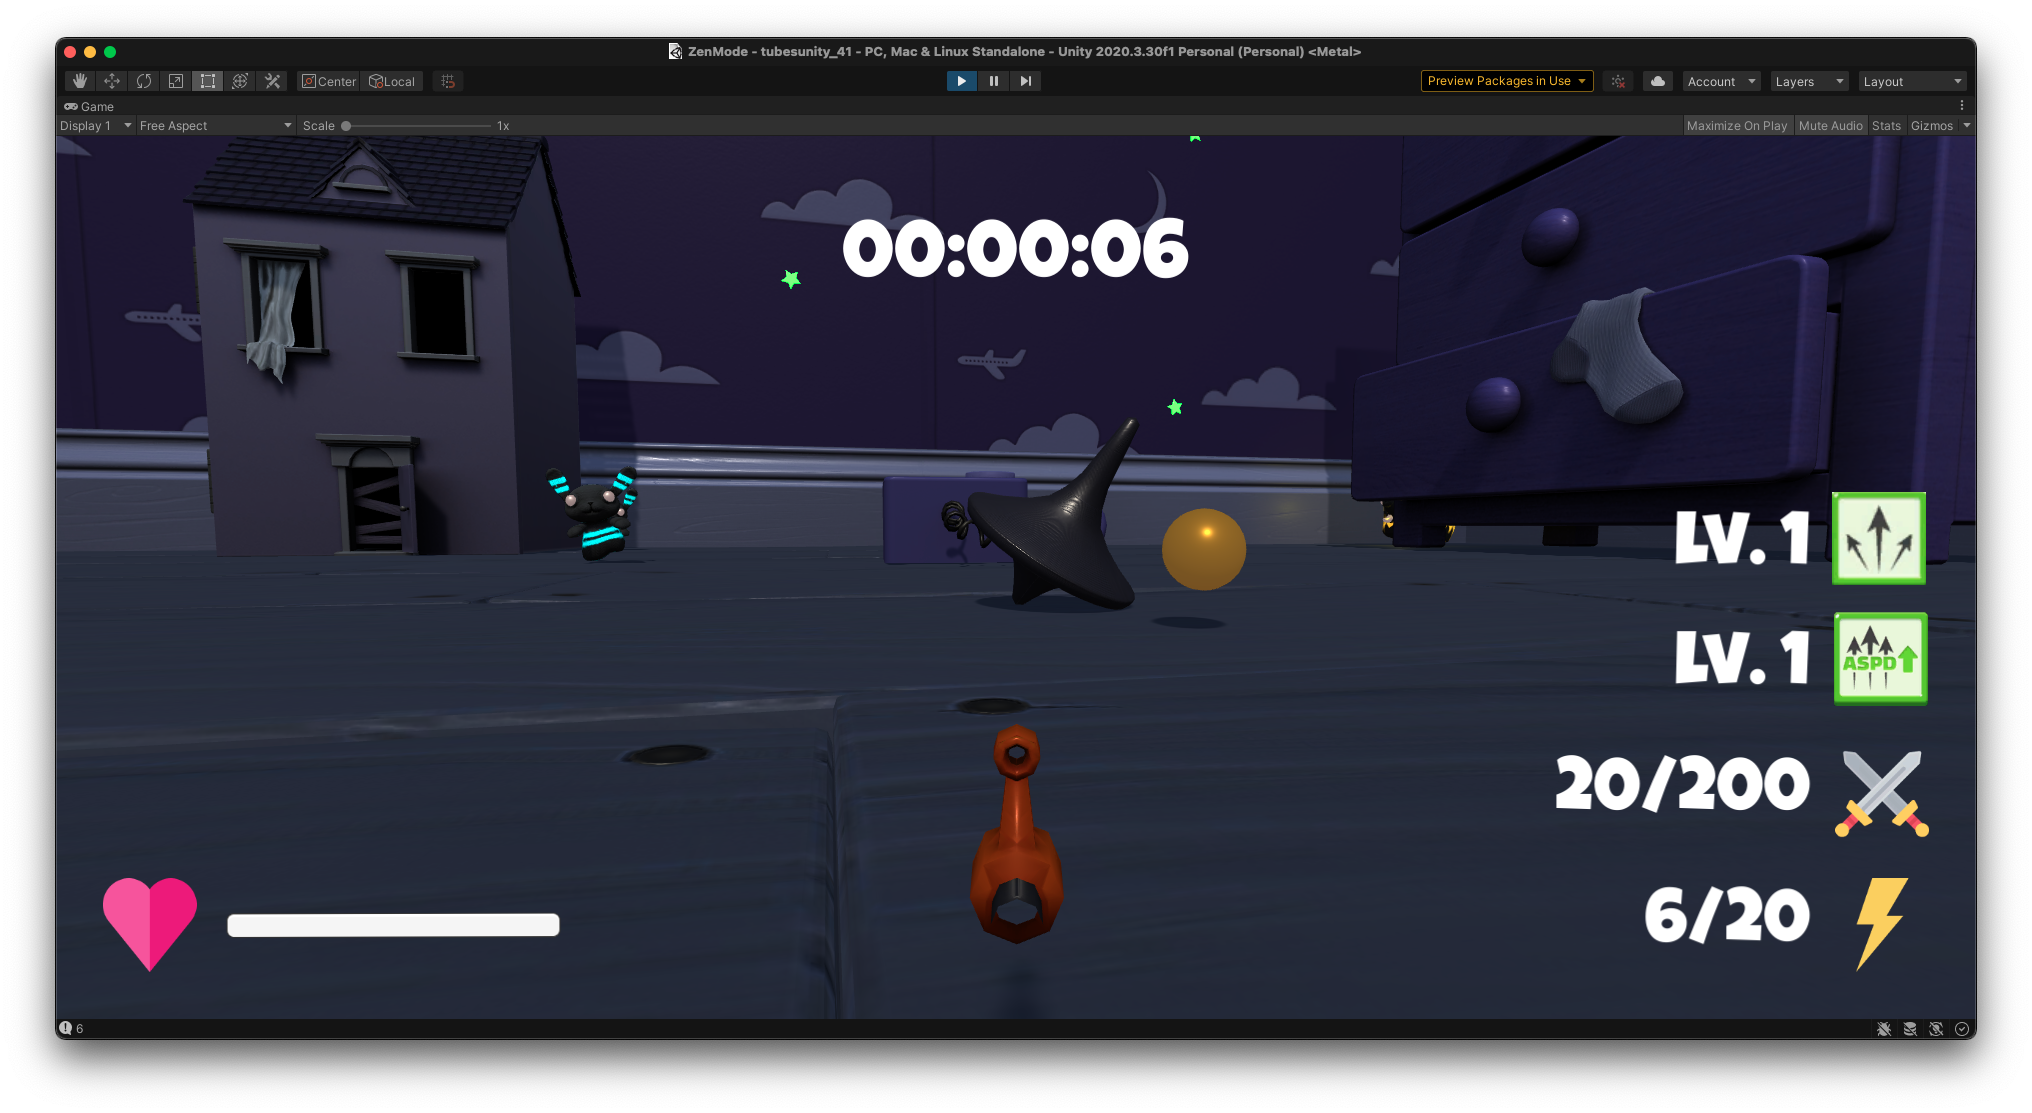 ZenMode - tubesunity_41 - PC, Mac & Linux Standalone - Unity 2020.3.30f1 Personal (Personal) <Metal>
Center Local Preview Packages in Use Account Layers Layout
Game
Display 1 Free Aspect Scale 1x Maximize On Play Mute Audio Stats Gizmos
00:00:06
LV. 1
LV. 1 ASPD
20/200
6/20
6